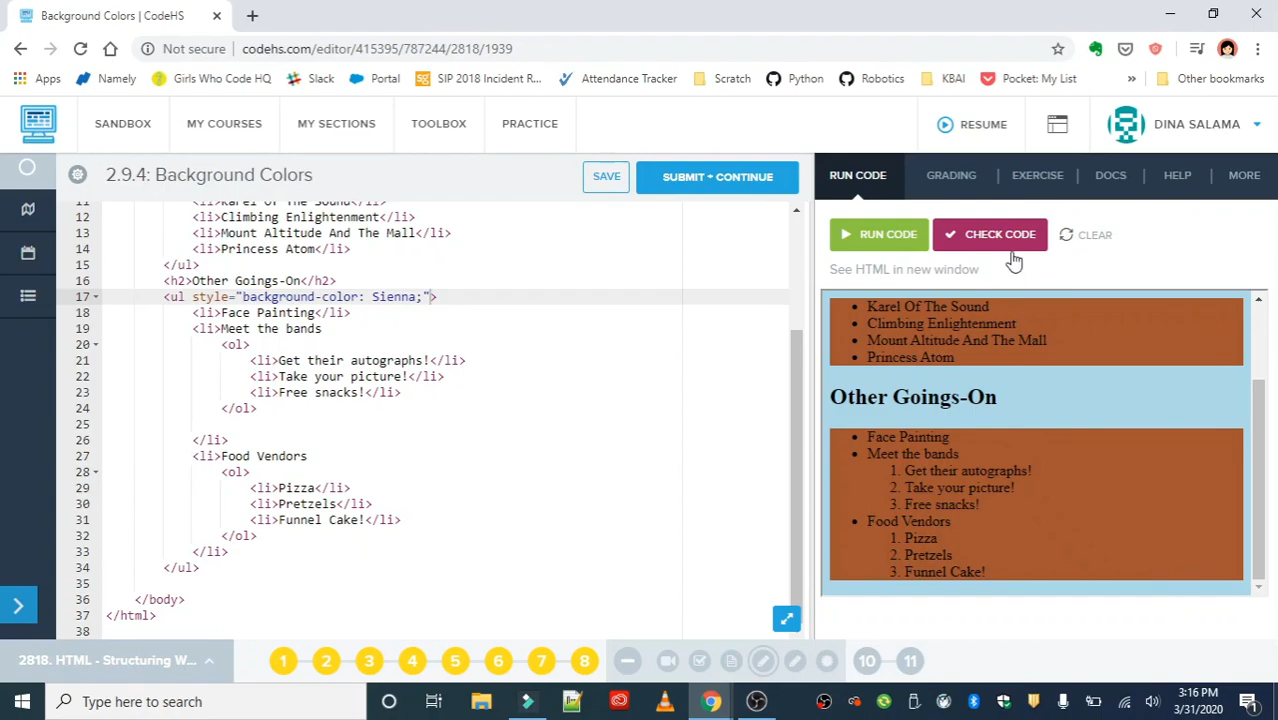 Background Colors | CodeHS
Not secure
codehs.com/editor/415395/787244/2818/1939
Apps
Namely
Girls Who Code HQ
Slack
Portal
SIP 2018 Incident R...
Attendance Tracker
Scratch
Python
Robotics
KBAI
Pocket: My List
»
Other bookmarks
SANDBOX
MY COURSES
MY SECTIONS
TOOLBOX
PRACTICE
RESUME
DINA SALAMA
2.9.4: Background Colors
SAVE
SUBMIT + CONTINUE
RUN CODE
GRADING
EXERCISE
DOCS
HELP
MORE
11 <li>Karel Of The Sound</li>
12 <li>Climbing Enlightenment</li>
13 <li>Mount Altitude And The Mall</li>
14 <li>Princess Atom</li>
15 </ul>
16 <h2>Other Goings-On</h2>
17 <ul style="background-color: Sienna;">
18 <li>Face Painting</li>
19 <li>Meet the bands
20 <ol>
21 <li>Get their autographs!</li>
22 <li>Take your picture!</li>
23 <li>Free snacks!</li>
24 </ol>
25
26 </li>
27 <li>Food Vendors
28 <ol>
29 <li>Pizza</li>
30 <li>Pretzels</li>
31 <li>Funnel Cake!</li>
32 </ol>
33 </li>
34 </ul>
35
36 </body>
37 </html>
38
RUN CODE
CHECK CODE
CLEAR
See HTML in new window
• Karel Of The Sound
• Climbing Enlightenment
• Mount Altitude And The Mall
• Princess Atom
Other Goings-On
• Face Painting
• Meet the bands
1. Get their autographs!
2. Take your picture!
3. Free snacks!
• Food Vendors
1. Pizza
2. Pretzels
3. Funnel Cake!
2818. HTML - Structuring W...
1 2 3 4 5 6 7 8 10 11
Type here to search
3:16 PM
3/31/2020
1